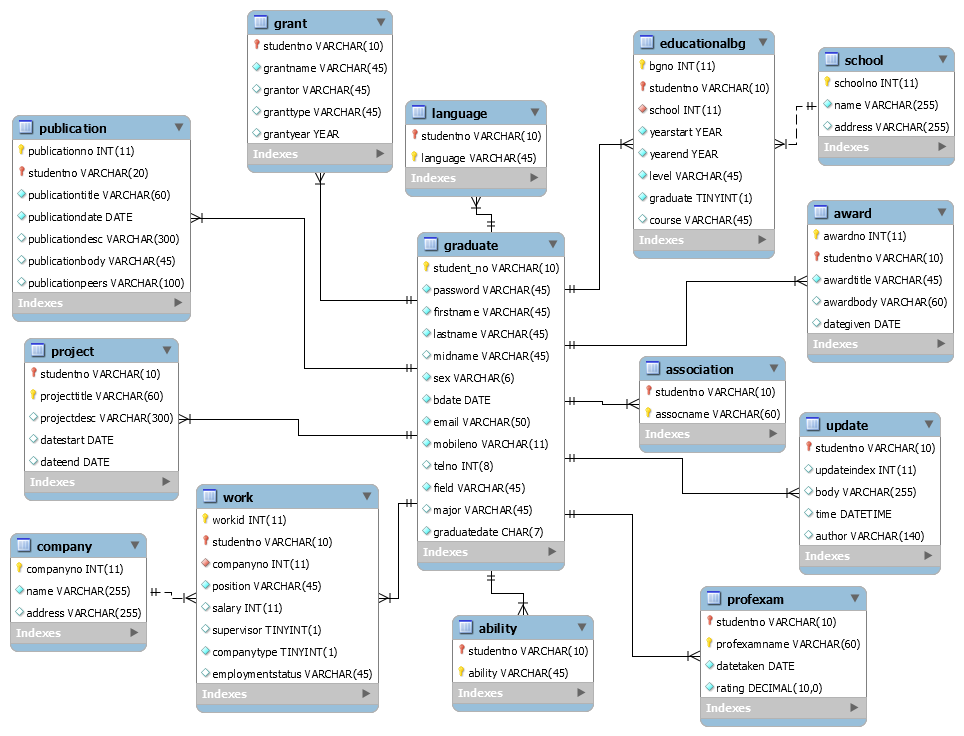 grant
studentno VARCHAR(10)
grantname VARCHAR(45)
grantor VARCHAR(45)
granttype VARCHAR(45)
grantyear YEAR
Indexes
educationalbg
bgno INT(11)
studentno VARCHAR(10)
school INT(11)
yearstart YEAR
yearend YEAR
level VARCHAR(45)
graduate TINYINT(1)
course VARCHAR(45)
Indexes
school
schoolno INT(11)
name VARCHAR(255)
address VARCHAR(255)
Indexes
language
studentno VARCHAR(10)
language VARCHAR(45)
Indexes
publication
publicationno INT(11)
studentno VARCHAR(20)
publicationtitle VARCHAR(60)
publicationdate DATE
publicationdesc VARCHAR(300)
publicationbody VARCHAR(45)
publicationpeers VARCHAR(100)
Indexes
graduate
student_no VARCHAR(10)
password VARCHAR(45)
firstname VARCHAR(45)
lastname VARCHAR(45)
midname VARCHAR(45)
sex VARCHAR(6)
bdate DATE
email VARCHAR(50)
mobileno VARCHAR(11)
telno INT(8)
field VARCHAR(45)
major VARCHAR(45)
graduatedate CHAR(7)
Indexes
award
awardno INT(11)
studentno VARCHAR(10)
awardtitle VARCHAR(45)
awardbody VARCHAR(60)
dategiven DATE
Indexes
project
studentno VARCHAR(10)
projecttitle VARCHAR(60)
projectdesc VARCHAR(300)
datestart DATE
dateend DATE
Indexes
association
studentno VARCHAR(10)
assocname VARCHAR(60)
Indexes
update
studentno VARCHAR(10)
updateindex INT(11)
body VARCHAR(255)
time DATETIME
author VARCHAR(140)
Indexes
work
workid INT(11)
studentno VARCHAR(10)
companyno INT(11)
position VARCHAR(45)
salary INT(11)
supervisor TINYINT(1)
companytype TINYINT(1)
employmentstatus VARCHAR(45)
Indexes
company
companyno INT(11)
name VARCHAR(255)
address VARCHAR(255)
Indexes
ability
studentno VARCHAR(10)
ability VARCHAR(45)
Indexes
profexam
studentno VARCHAR(10)
profexamname VARCHAR(60)
datetaken DATE
rating DECIMAL(10,0)
Indexes